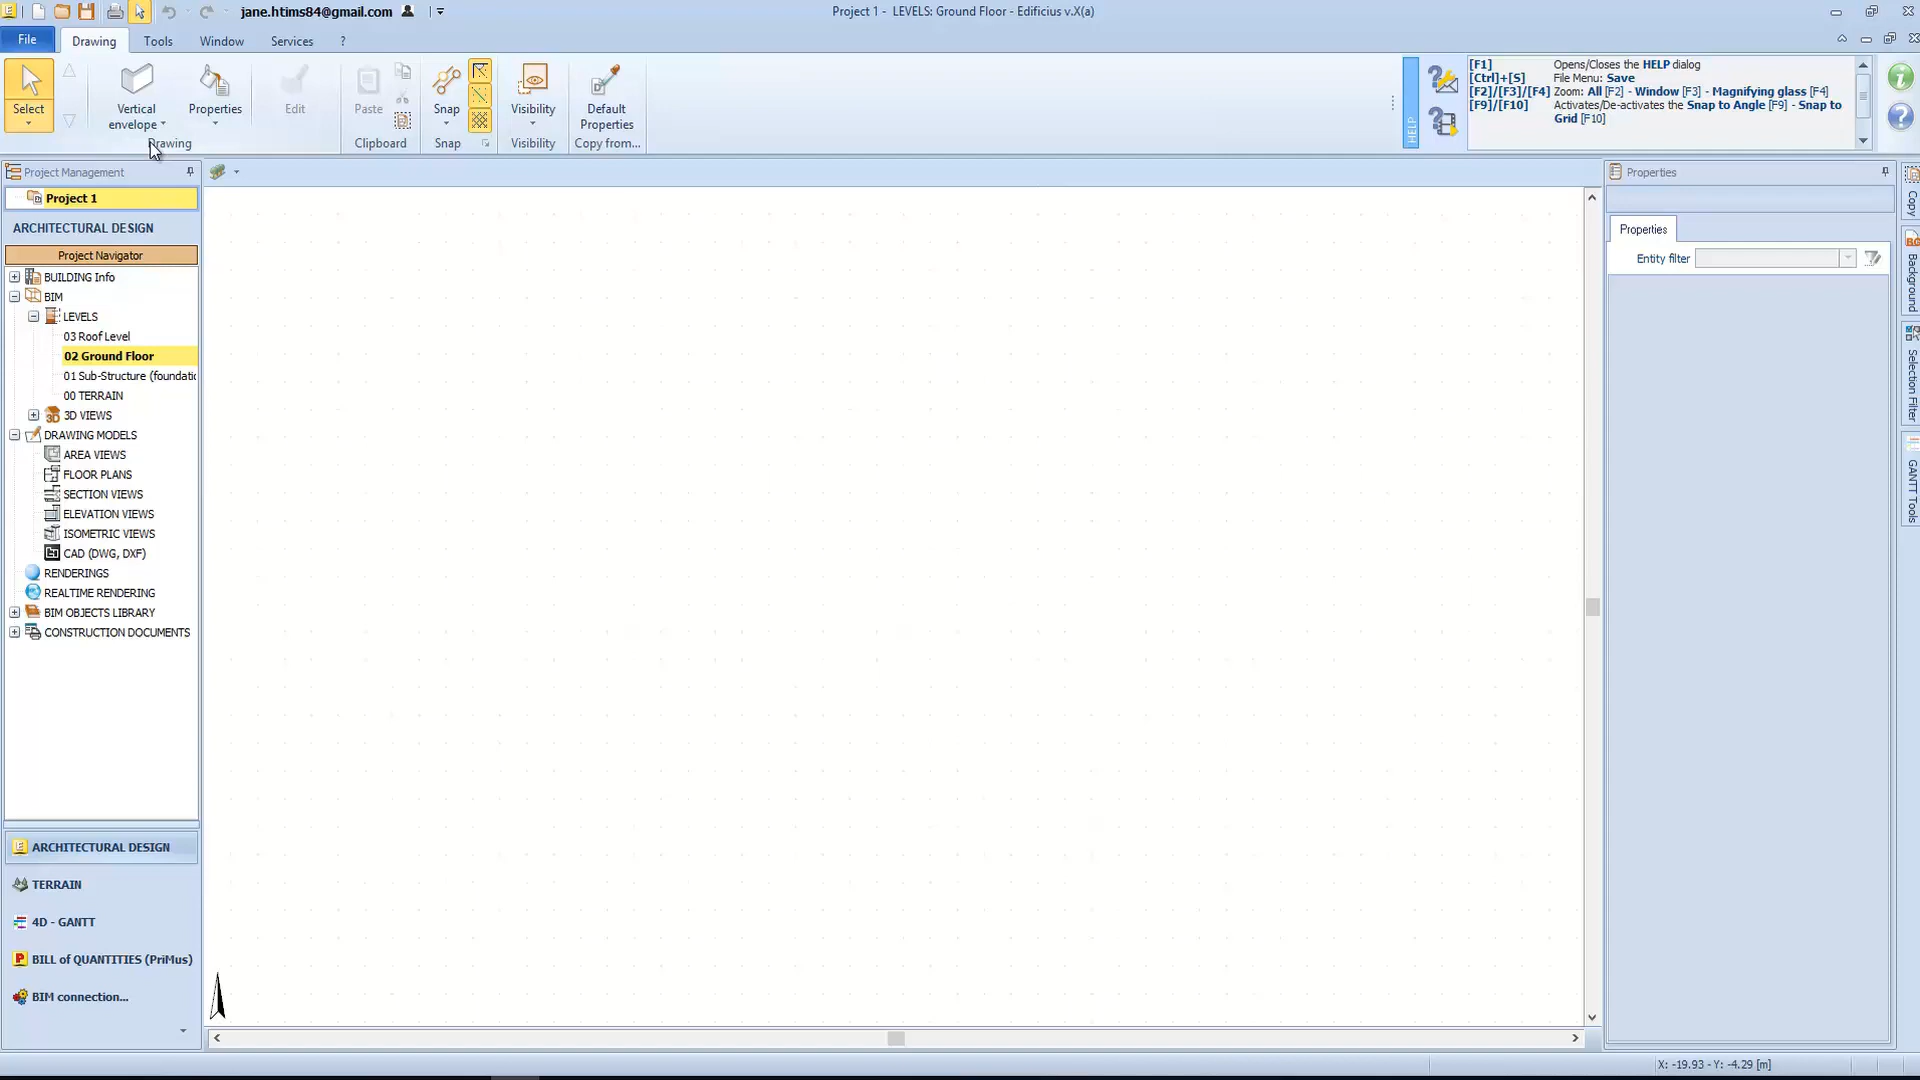 jane.htims84@gmail.com
Project 1 - LEVELS: Ground Floor - Edificius v.X(a)
File
Drawing
Tools
Window
Services
?
Select
Vertical
envelope
Properties
Edit
Paste
Snap
Visibility
Default
Properties
Drawing
Clipboard
Snap
Visibility
Copy from...
HELP
[F1] Opens/Closes the HELP dialog
[Ctrl]+[S] File Menu: Save
[F2]/[F3]/[F4] Zoom: All [F2] - Window [F3] - Magnifying glass [F4]
[F9]/[F10] Activates/De-activates the Snap to Angle [F9] - Snap to
Grid [F10]
Project Management
Project 1
ARCHITECTURAL DESIGN
Project Navigator
BUILDING Info
BIM
LEVELS
03 Roof Level
02 Ground Floor
01 Sub-Structure (foundatio
00 TERRAIN
3D VIEWS
DRAWING MODELS
AREA VIEWS
FLOOR PLANS
SECTION VIEWS
ELEVATION VIEWS
ISOMETRIC VIEWS
CAD (DWG, DXF)
RENDERINGS
REALTIME RENDERING
BIM OBJECTS LIBRARY
CONSTRUCTION DOCUMENTS
ARCHITECTURAL DESIGN
TERRAIN
4D - GANTT
BILL of QUANTITIES (PriMus)
BIM connection...
Properties
Properties
Entity filter
Copy
Background
Selection Filter
GANTT Tools
X: -19.93 - Y: -4.29 [m]